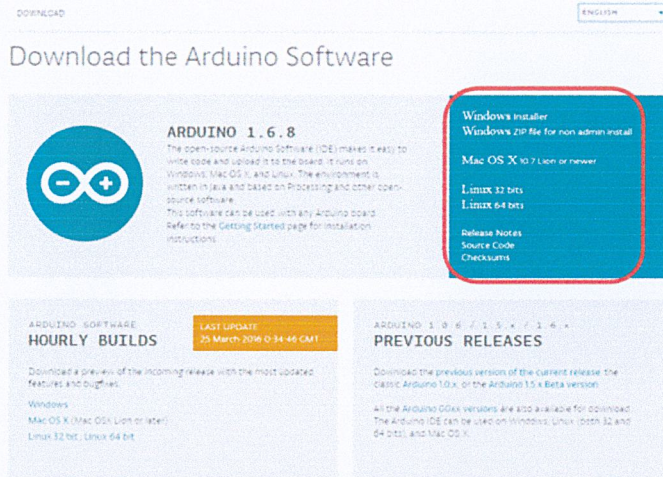 DOWNLOAD
ENGLISH
Download the Arduino Software
ARDUINO 1.6.8
The open-source Arduino Software (IDE) makes it easy to
write code and upload it to the board. It runs on
Windows, Mac OS X, and Linux. The environment is
written in Java and based on Processing and other open-
source software.
This software can be used with any Arduino board.
Refer to the Getting Started page for installation
instructions.
Windows Installer
Windows ZIP file for non admin install
Mac OS X 10.7 Lion or newer
Linux 32 bits
Linux 64 bits
Release Notes
Source Code
Checksums
ARDUINO SOFTWARE
HOURLY BUILDS
LAST UPDATE
25 March 2016 0:34:46 GMT
Download a preview of the incoming release with the most updated
features and bugfixes.
Windows
Mac OS X (Mac OSX Lion or later)
Linux 32 bit , Linux 64 bit
ARDUINO 1.0.6 / 1.5.x / 1.6.x
PREVIOUS RELEASES
Download the previous version of the current release the
classic Arduino 1.0.x, or the Arduino 1.5.x Beta version.
All the Arduino 00xx versions are also available for download.
The Arduino IDE can be used on Windows, Linux (both 32 and
64 bits), and Mac OS X.